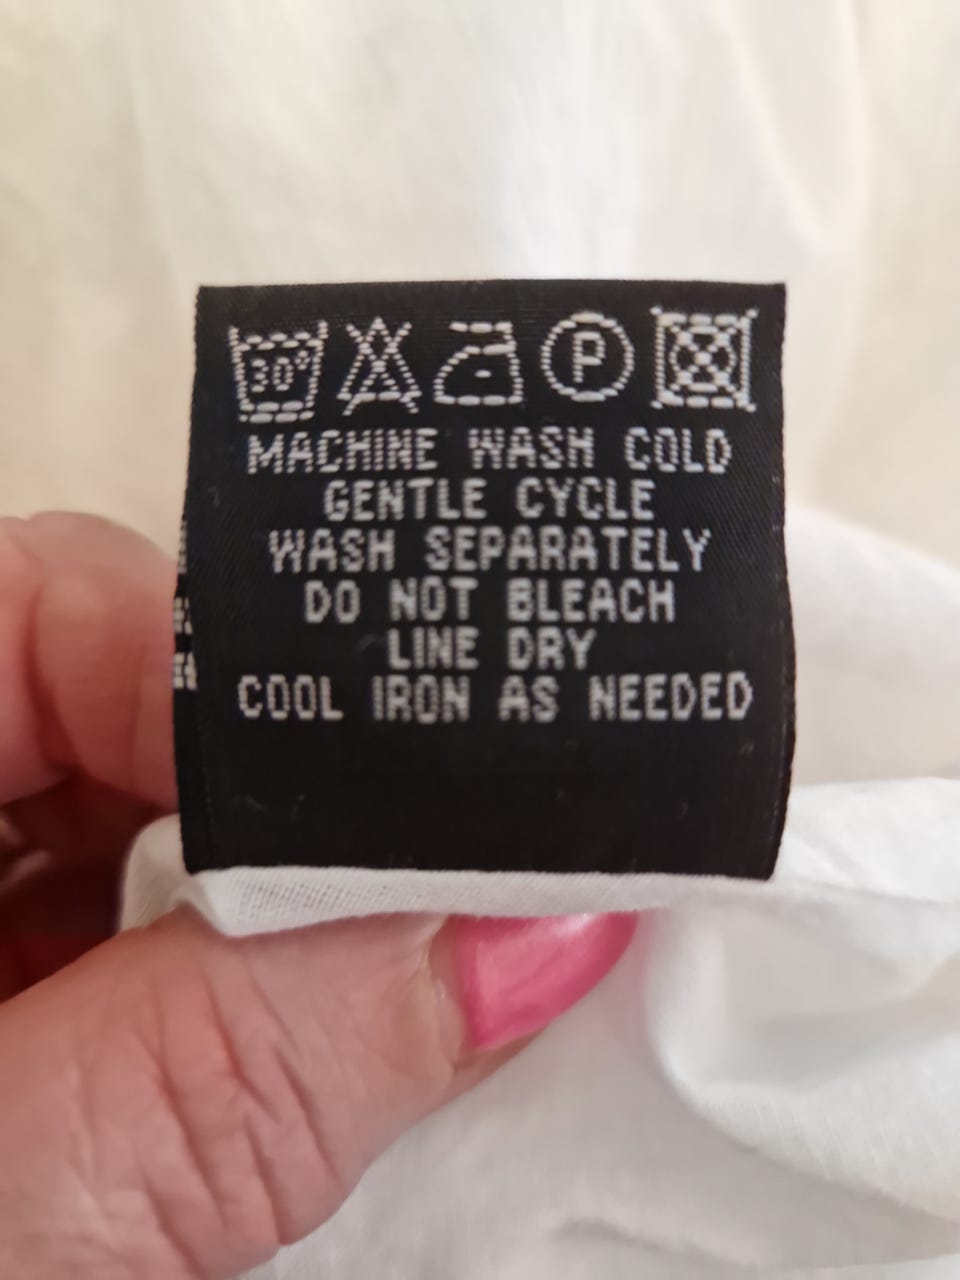 30°
P
MACHINE WASH COLD
GENTLE CYCLE
WASH SEPARATELY
DO NOT BLEACH
LINE DRY
COOL IRON AS NEEDED